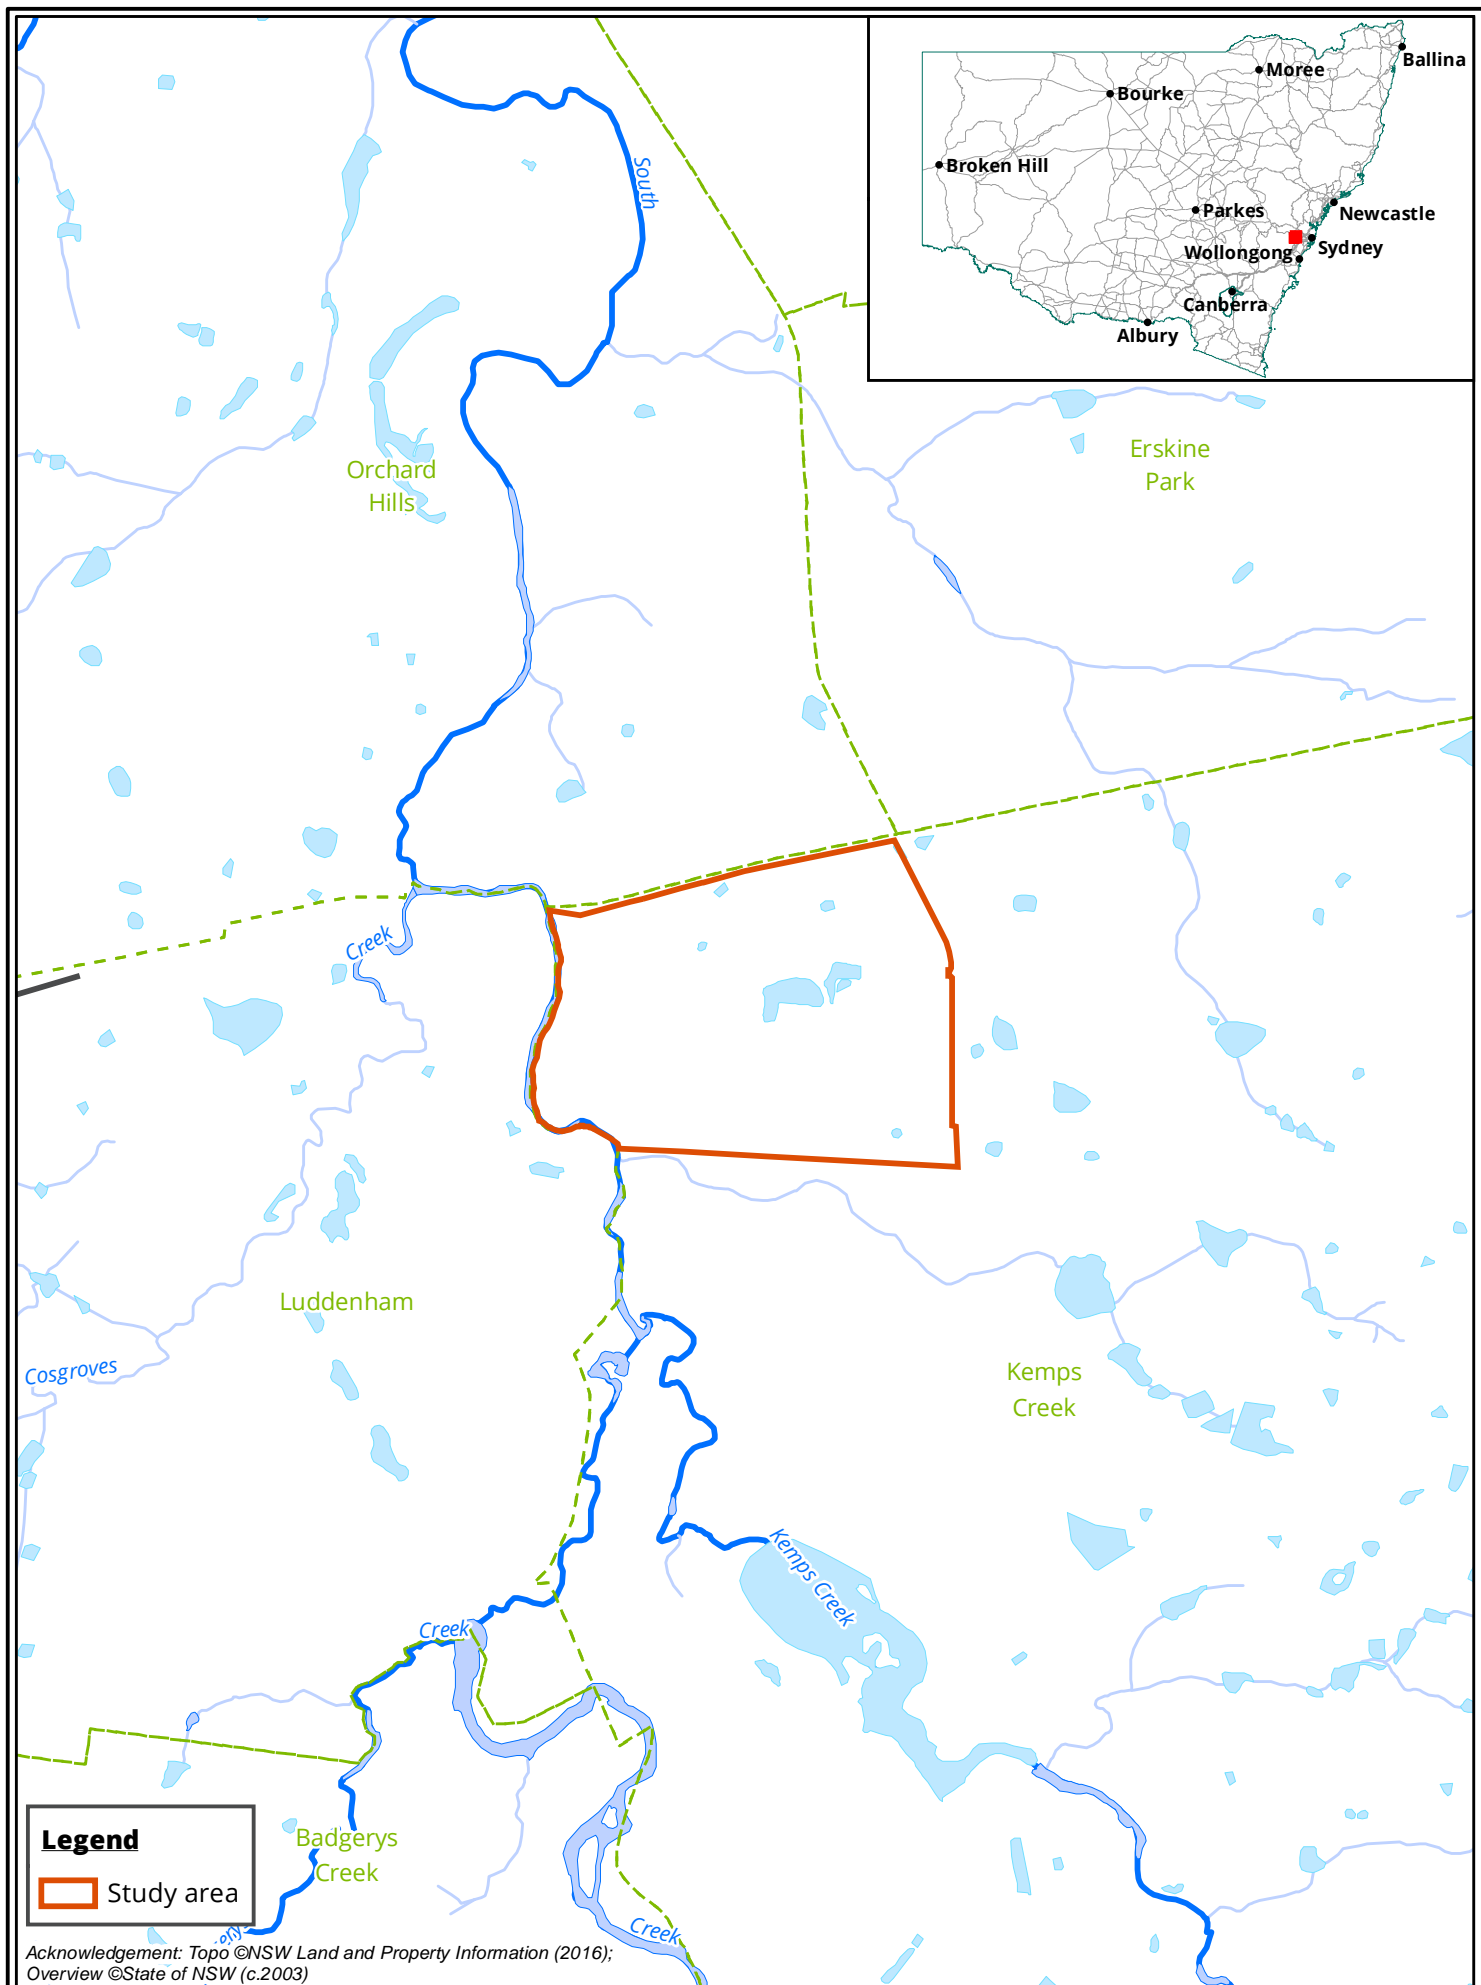 Ballina
Moree
Bourke
Broken Hill
Parkes
Newcastle
Sydney
Wollongong
Canberra
Albury
South
Orchard
Hills
Erskine
Park
Creek
Luddenham
Cosgroves
Kemps
Creek
Kemps Creek
Creek
Badgerys
Creek
Creek
Legend
Study area
Acknowledgement: Topo ©NSW Land and Property Information (2016);
Overview ©State of NSW (c.2003)